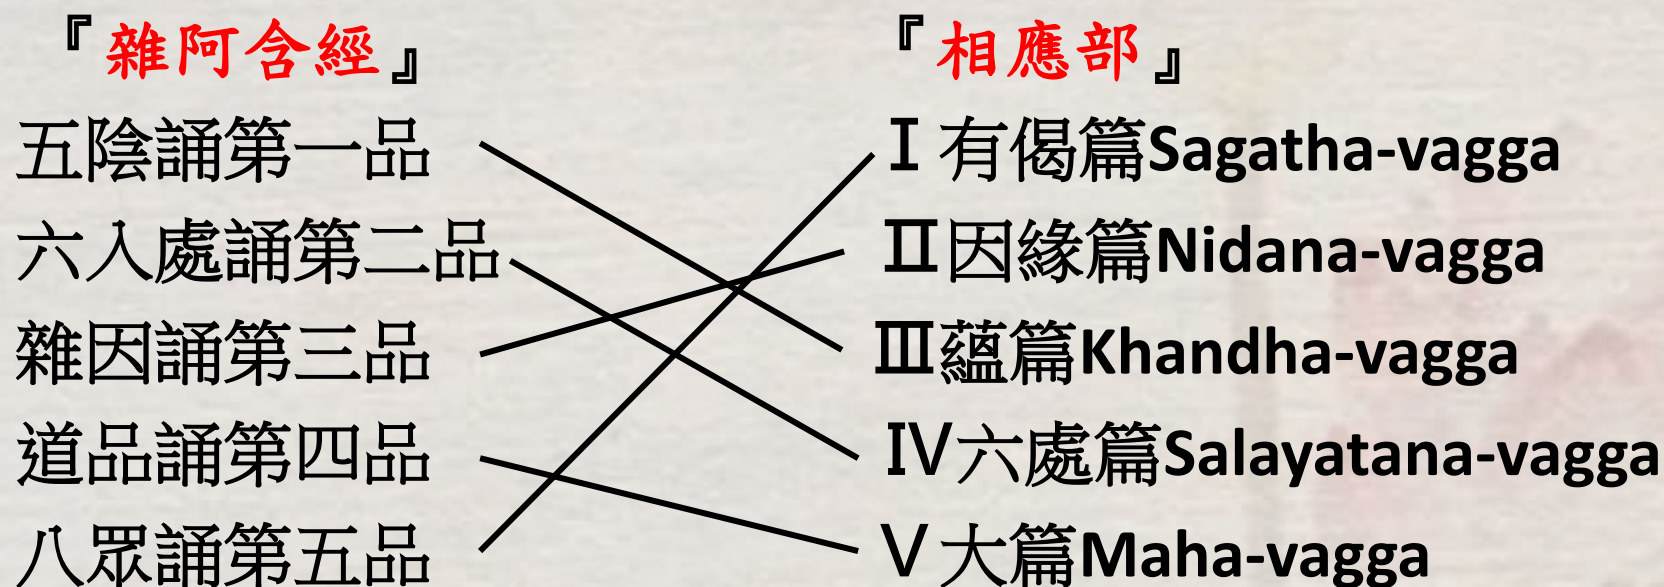 『雜阿含經』
五陰誦第一品
六入處誦第二品
雜因誦第三品
道品誦第四品
八眾誦第五品
『相應部』
Ⅰ有偈篇Sagatha-vagga
Ⅱ因緣篇Nidana-vagga
Ⅲ蘊篇Khandha-vagga
Ⅳ六處篇Salayatana-vagga
Ⅴ大篇Maha-vagga